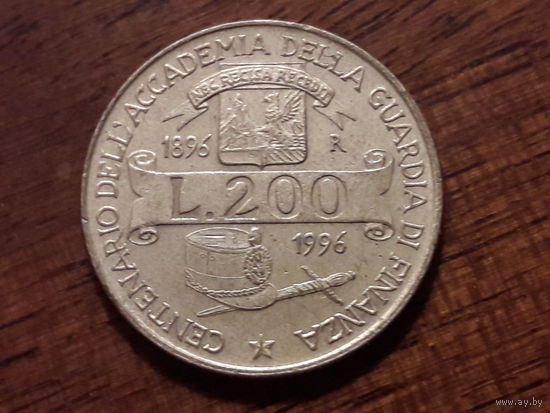 CENTENARIO DELL'ACCADEMIA DELLA GUARDIA DI FINANZA
NEC RECISA RECEDIT
1896 R
L.200
1996
www.ay.by